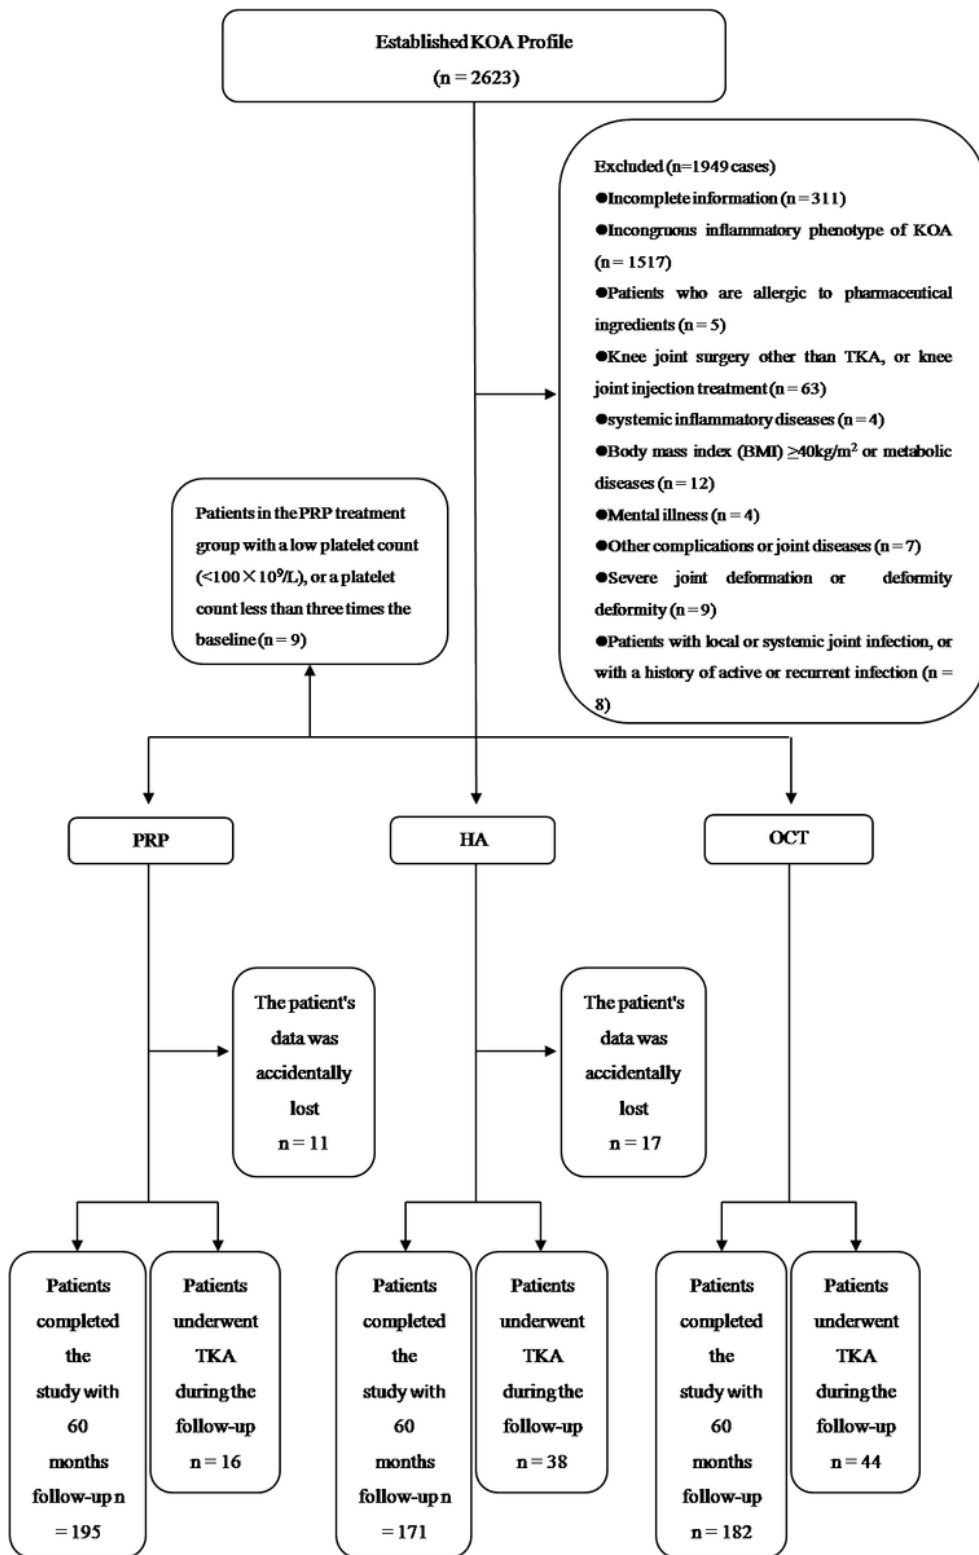 Established KOA Profile
(n = 2623)
Excluded (n=1949 cases)
●Incomplete information (n = 311)
●Incongruous inflammatory phenotype of KOA
(n = 1517)
●Patients who are allergic to pharmaceutical
ingredients (n = 5)
●Knee joint surgery other than TKA, or knee
joint injection treatment (n = 63)
●systemic inflammatory diseases (n = 4)
●Body mass index (BMI) ≥40kg/m² or metabolic
diseases (n = 12)
●Mental illness (n = 4)
●Other complications or joint diseases (n = 7)
●Severe joint deformation or deformity
deformity (n = 9)
●Patients with local or systemic joint infection, or
with a history of active or recurrent infection (n =
8)
Patients in the PRP treatment
group with a low platelet count
(<100×10⁹/L), or a platelet
count less than three times the
baseline (n = 9)
PRP
HA
OCT
The patient's
data was
accidentally
lost
n = 11
The patient's
data was
accidentally
lost
n = 17
Patients
completed
the
study with
60
months
follow-up n
= 195
Patients
underwent
TKA
during the
follow-up
n = 16
Patients
completed
the
study with
60
months
follow-up n
= 171
Patients
underwent
TKA
during the
follow-up
n = 38
Patients
completed
the
study with
60
months
follow-up
n = 182
Patients
underwent
TKA
during the
follow-up
n = 44